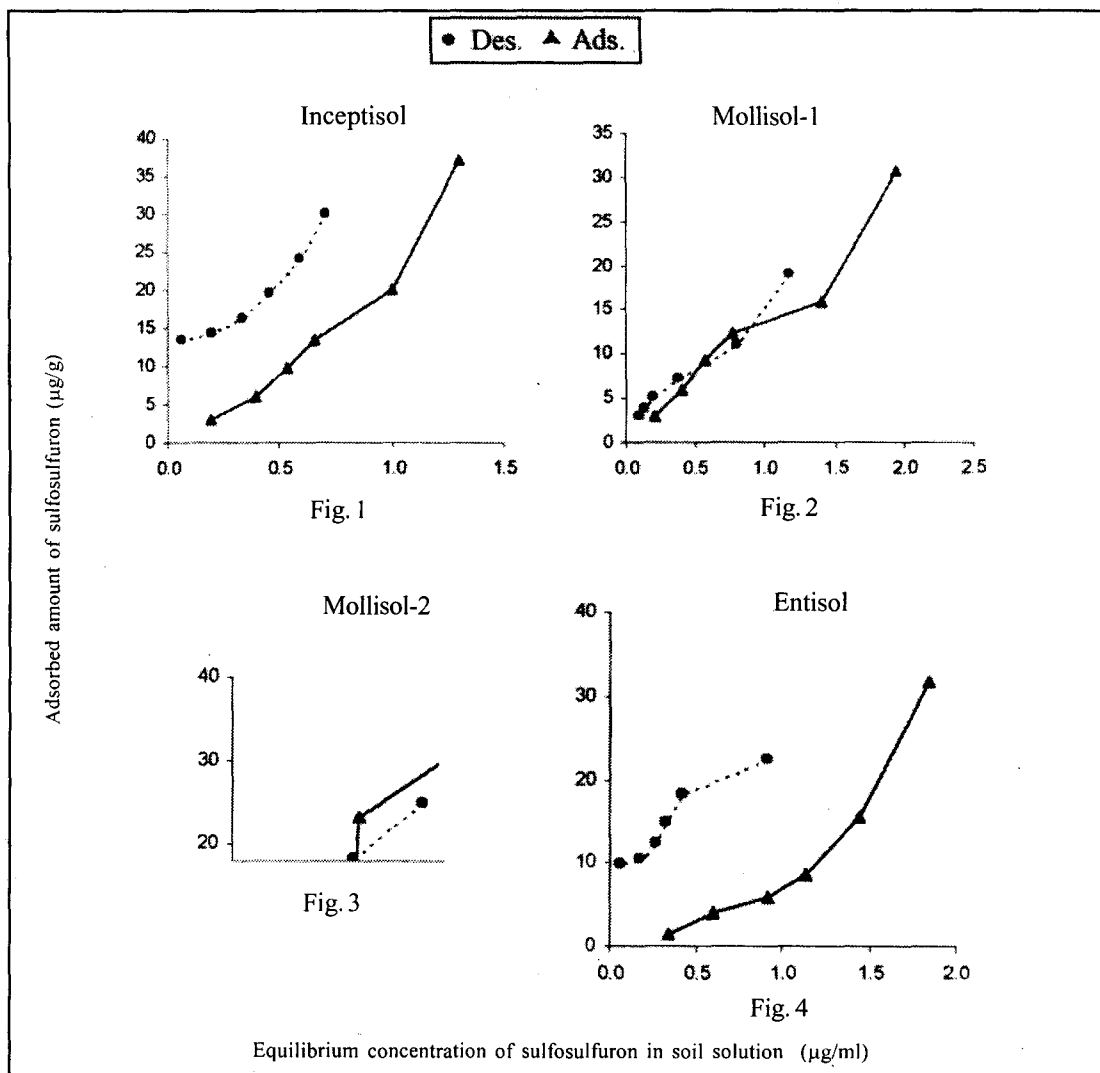 ● Des. ▲ Ads.
Inceptisol
40
35
30
25
20
15
10
5
0
0.0 0.5 1.0 1.5
Fig. 1
Mollisol-1
35
30
25
20
15
10
5
0
0.0 0.5 1.0 1.5 2.0 2.5
Fig. 2
Adsorbed amount of sulfosulfuron (µg/g)
Mollisol-2
40
30
20
Fig. 3
Entisol
40
30
20
10
0
0.0 0.5 1.0 1.5 2.0
Fig. 4
Equilibrium concentration of sulfosulfuron in soil solution (µg/ml)